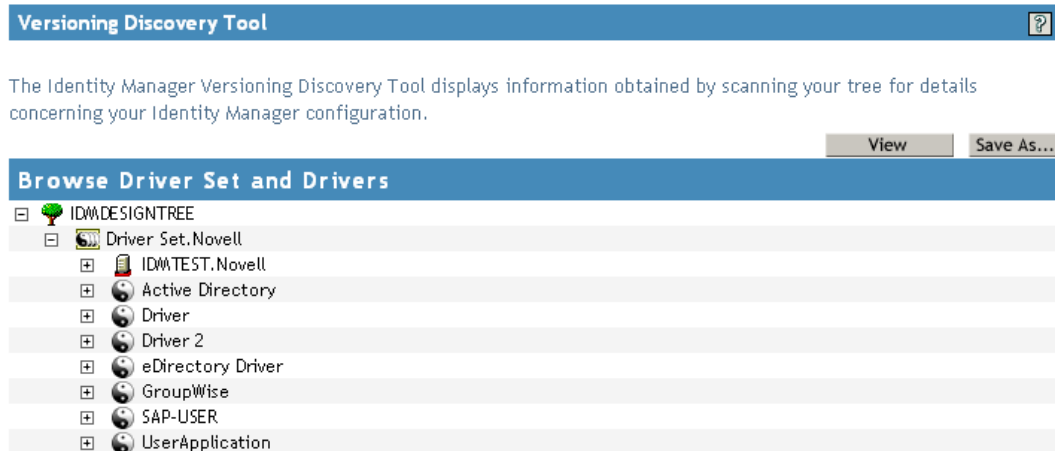 Versioning Discovery Tool
?
The Identity Manager Versioning Discovery Tool displays information obtained by scanning your tree for details
concerning your Identity Manager configuration.
View
Save As...
Browse Driver Set and Drivers
IDMDESIGNTREE
Driver Set.Novell
IDMTEST.Novell
Active Directory
Driver
Driver 2
eDirectory Driver
GroupWise
SAP-USER
UserApplication